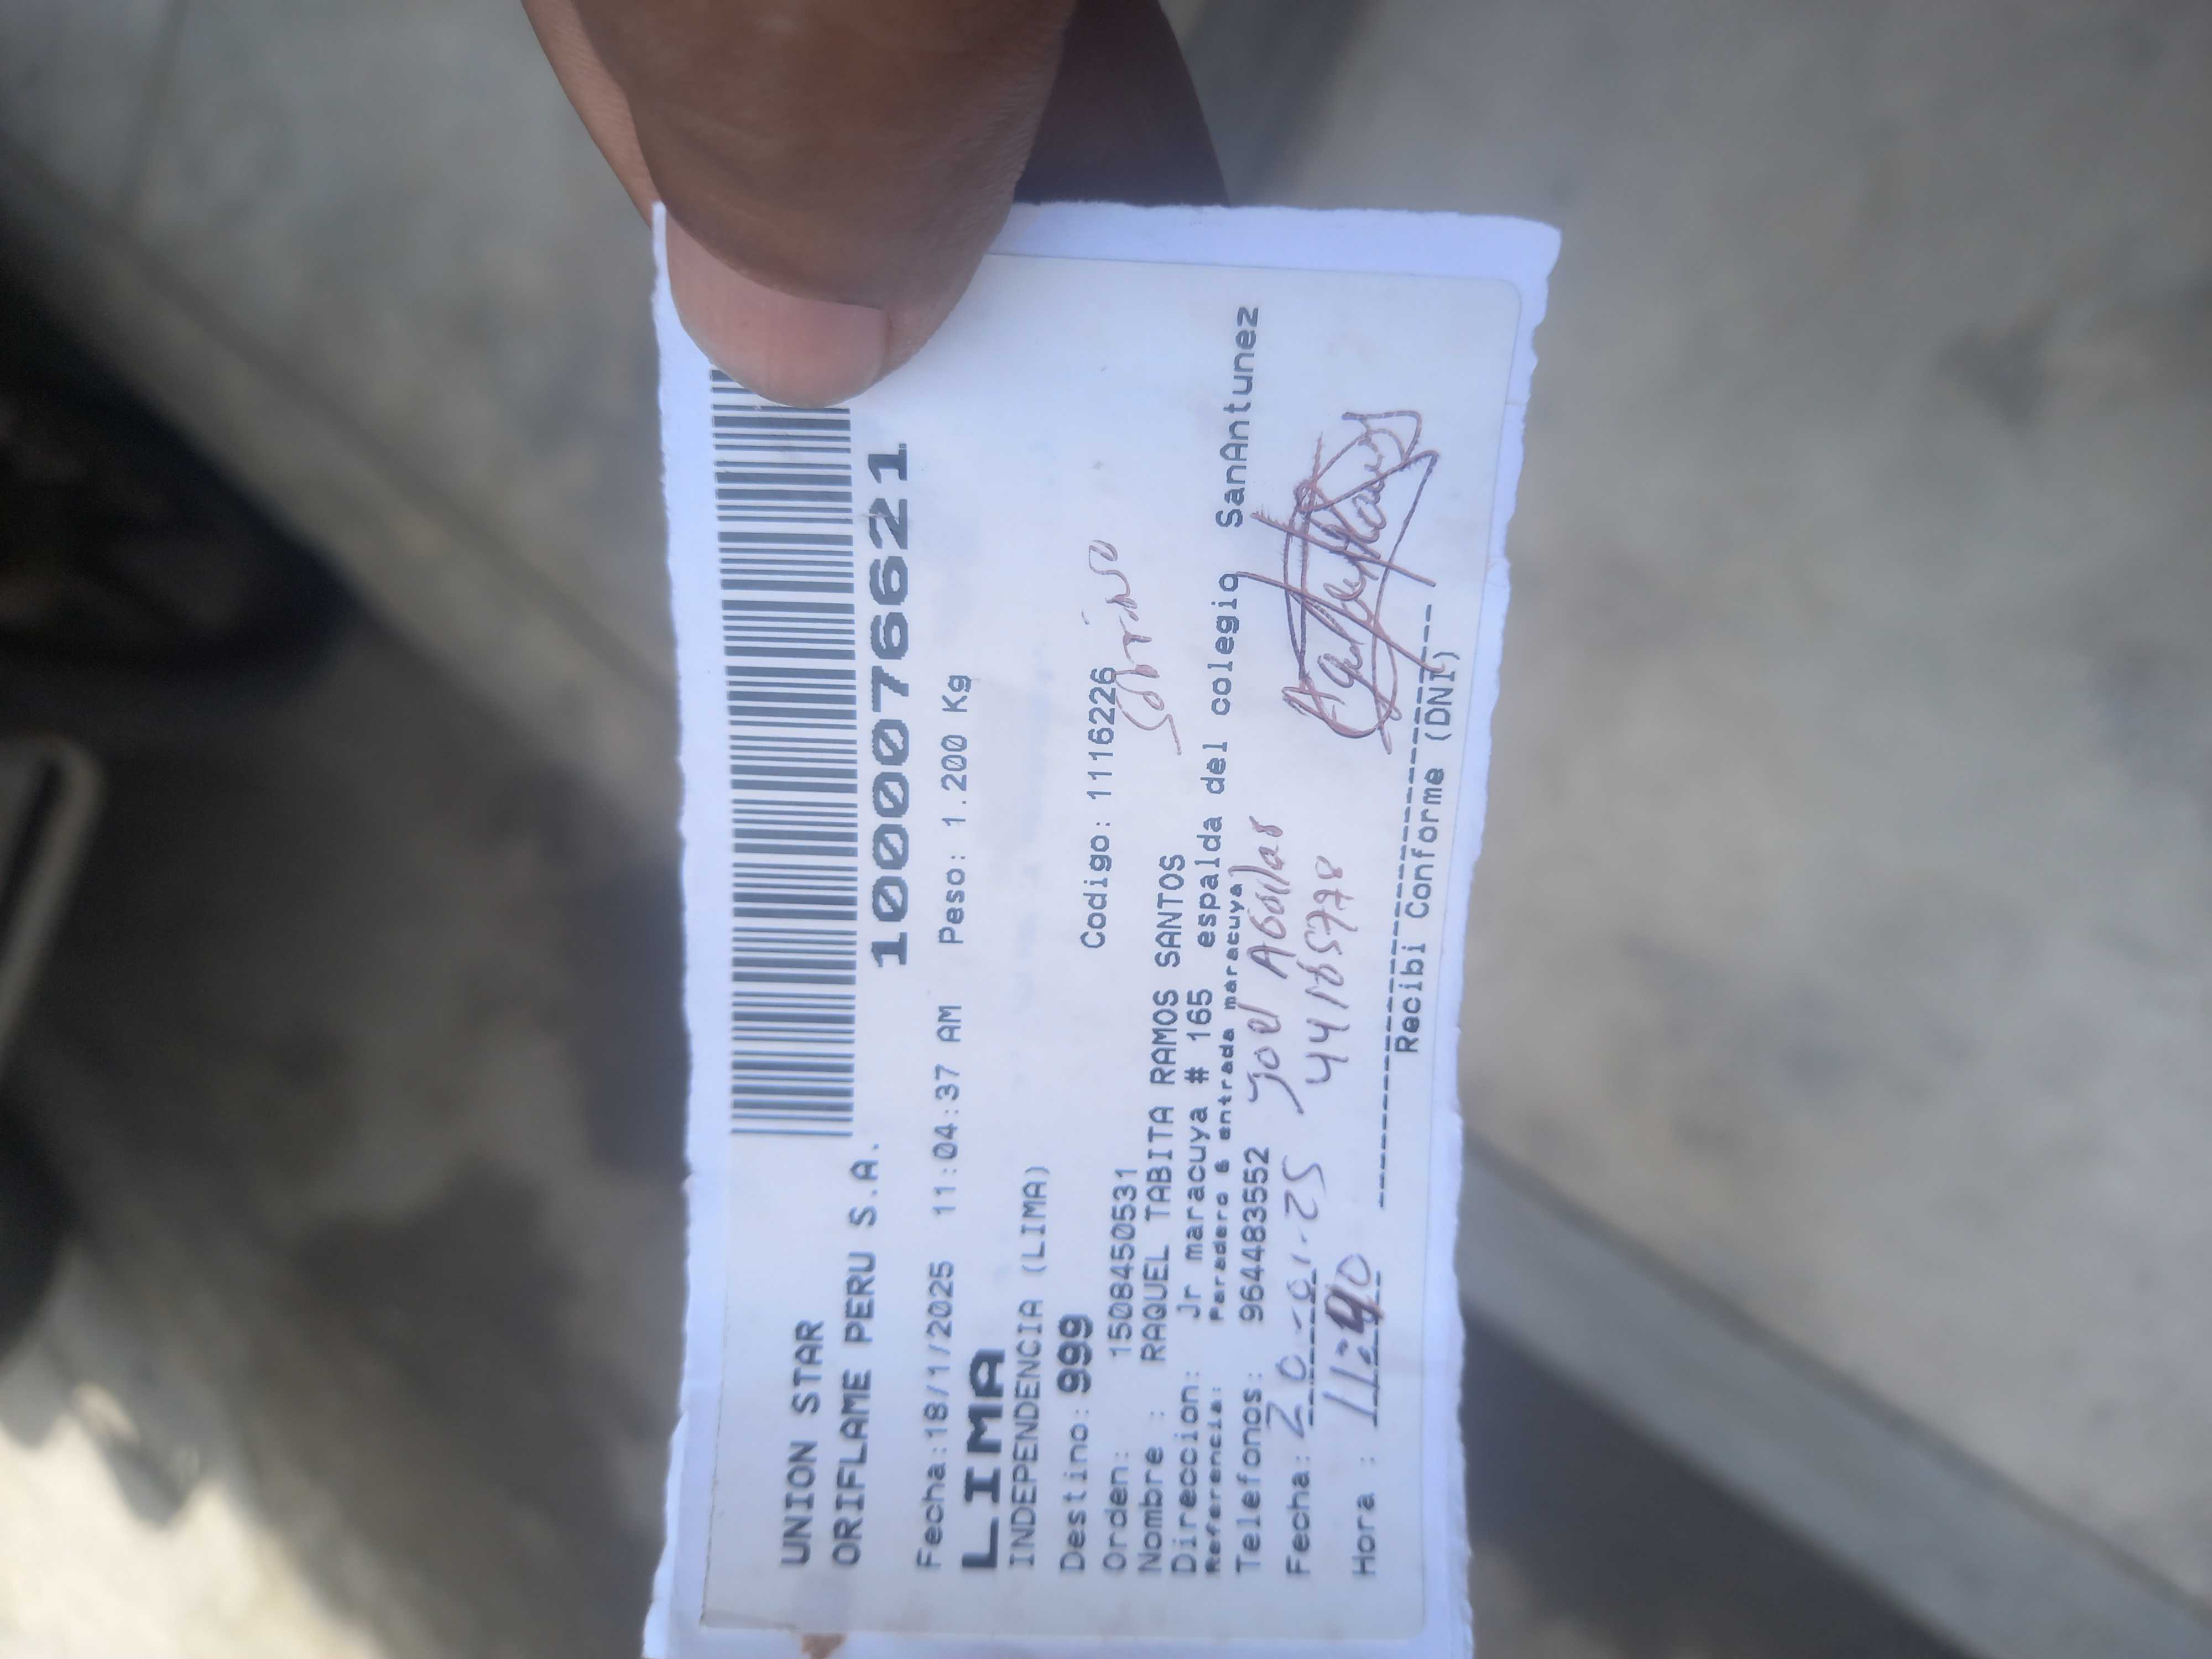 UNION STAR
ORIFLAME PERU S.A.
1000076621
Fecha:18/1/2025 11:04:37 AM Peso: 1.200 Kg
LIMA
INDEPENDENCIA (LIMA)
Destino: 999
Orden: 1508450531 Codigo: 1116226
Sobrino
Nombre : RAQUEL TABITA RAMOS SANTOS
Direccion: Jr maracuya # 165 espalda del colegio SanAntunez
Referencia: Paradero 6 entrada maracuya
Telefonos: 964483552 Joel Aguilar
Fecha: 20-01-25 44185778
Hora : 11:40
Recibi Conforme (DNI)